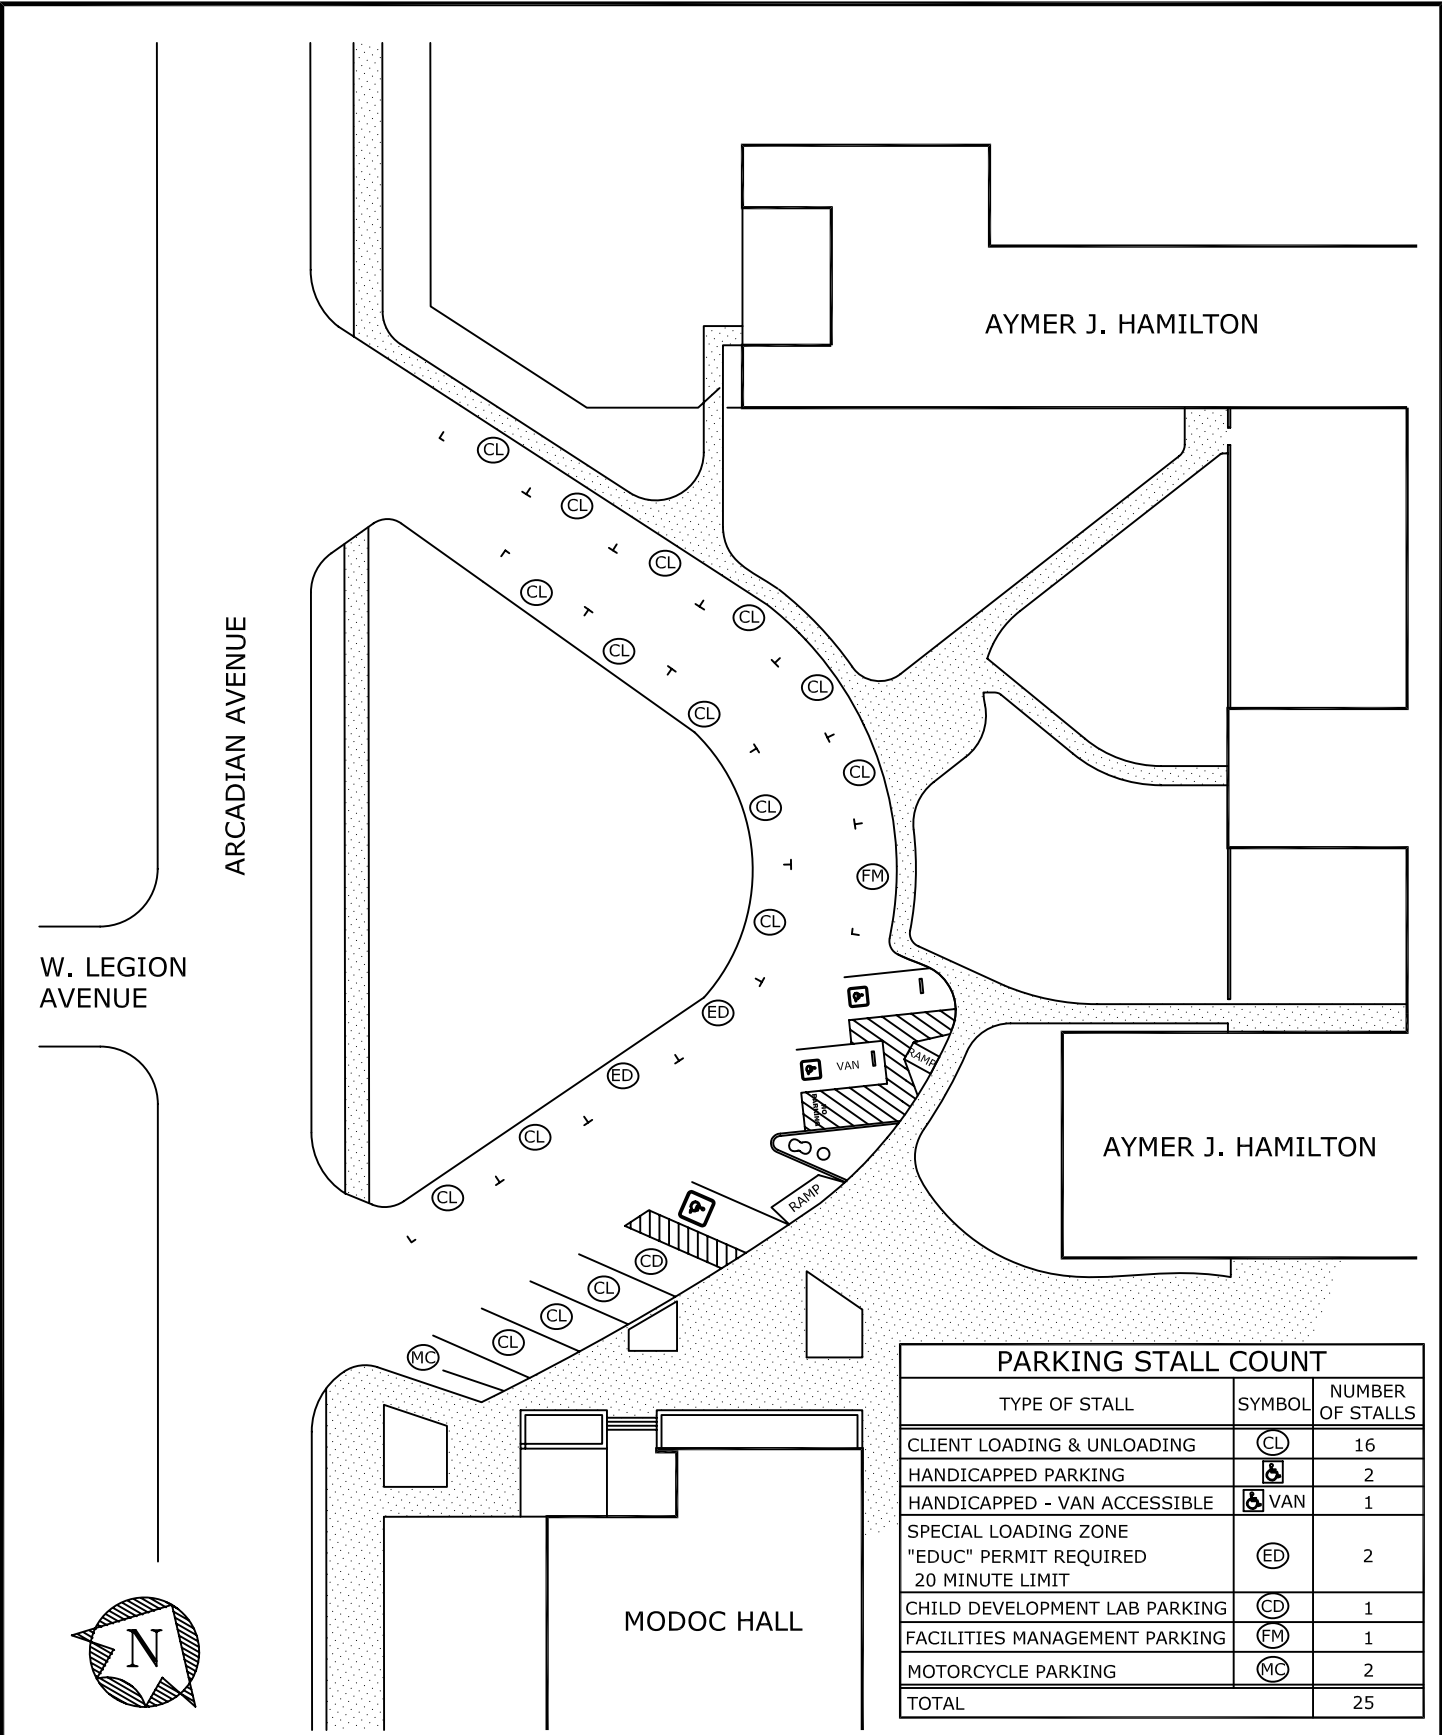 AYMER J. HAMILTON
CL
CL
CL
CL
CL
CL
CL
CL
CL
CL
CL
FM
CL
ARCADIAN AVENUE
W. LEGION
AVENUE
ED
ED
CL
CL
VAN
RAMP
NO
PARKING
RAMP
AYMER J. HAMILTON
CD
CL
CL
CL
MC
MODOC HALL
N
PARKING STALL COUNT
TYPE OF STALL SYMBOL NUMBER
OF STALLS
CLIENT LOADING & UNLOADING CL 16
HANDICAPPED PARKING 2
HANDICAPPED - VAN ACCESSIBLE VAN 1
SPECIAL LOADING ZONE
"EDUC" PERMIT REQUIRED ED 2
20 MINUTE LIMIT
CHILD DEVELOPMENT LAB PARKING CD 1
FACILITIES MANAGEMENT PARKING FM 1
MOTORCYCLE PARKING MC 2
TOTAL 25